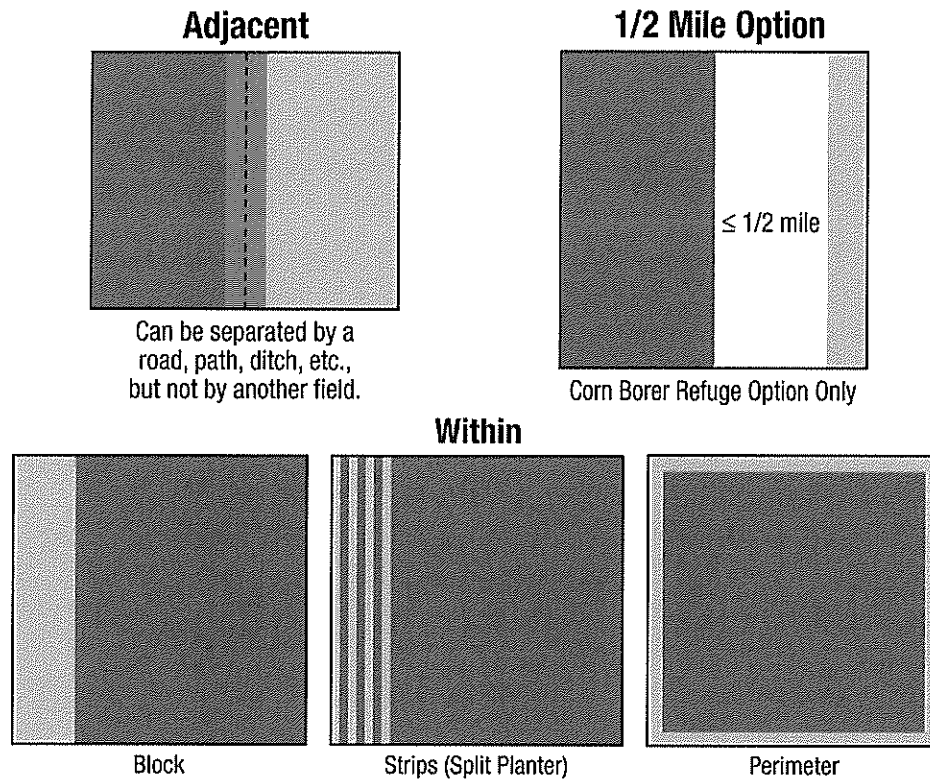 Adjacent
1/2 Mile Option
≤ 1/2 mile
Can be separated by a
road, path, ditch, etc.,
but not by another field.
Corn Borer Refuge Option Only
Within
Block
Strips (Split Planter)
Perimeter